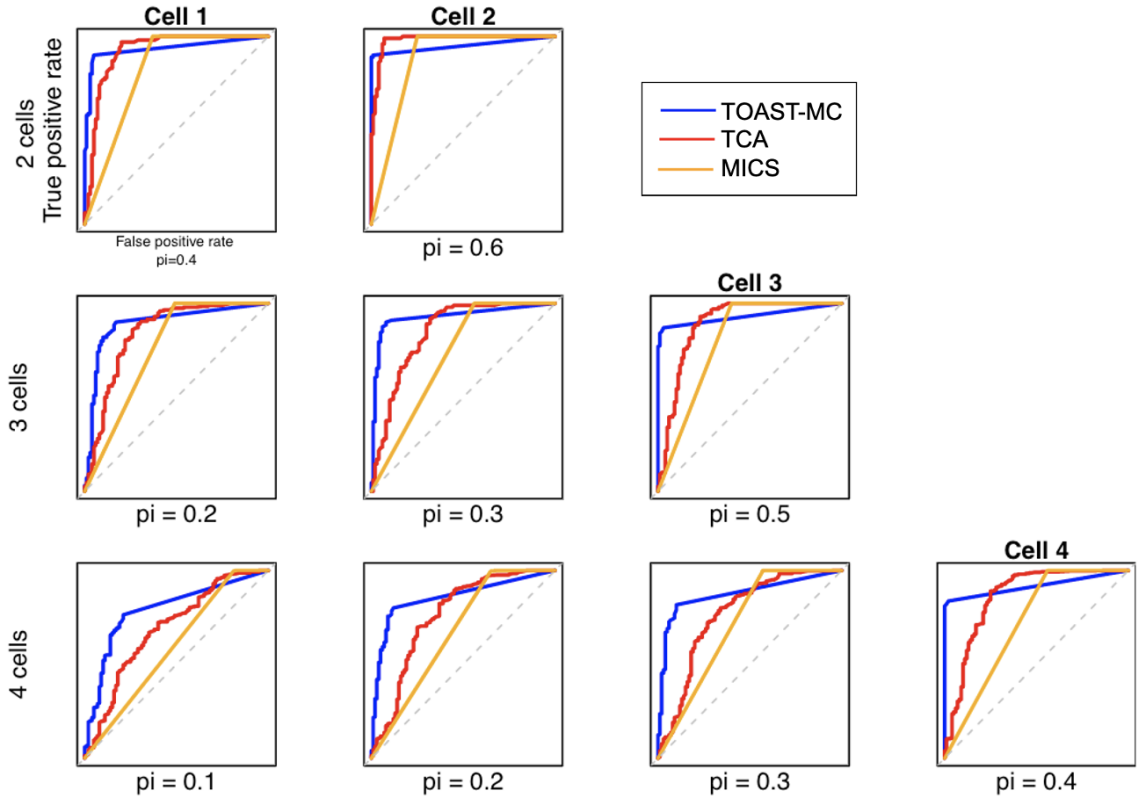 Cell 1
Cell 2
2 cells
True positive rate
TOAST-MC
TCA
MICS
False positive rate
pi=0.4
pi = 0.6
Cell 3
3 cells
pi = 0.2
pi = 0.3
pi = 0.5
Cell 4
4 cells
pi = 0.1
pi = 0.2
pi = 0.3
pi = 0.4